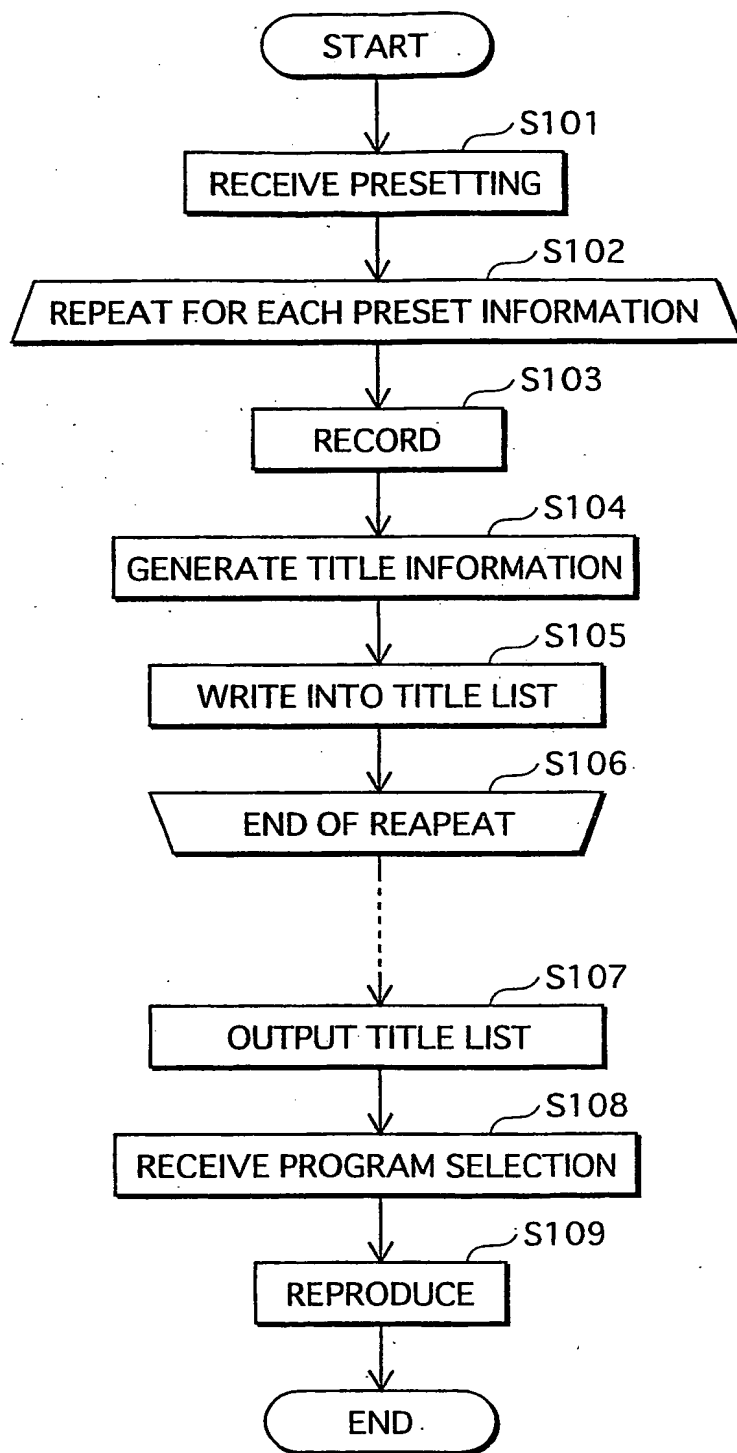 START
S101
RECEIVE PRESETTING
S102
REPEAT FOR EACH PRESET INFORMATION
S103
RECORD
S104
GENERATE TITLE INFORMATION
S105
WRITE INTO TITLE LIST
S106
END OF REAPEAT
S107
OUTPUT TITLE LIST
S108
RECEIVE PROGRAM SELECTION
S109
REPRODUCE
END